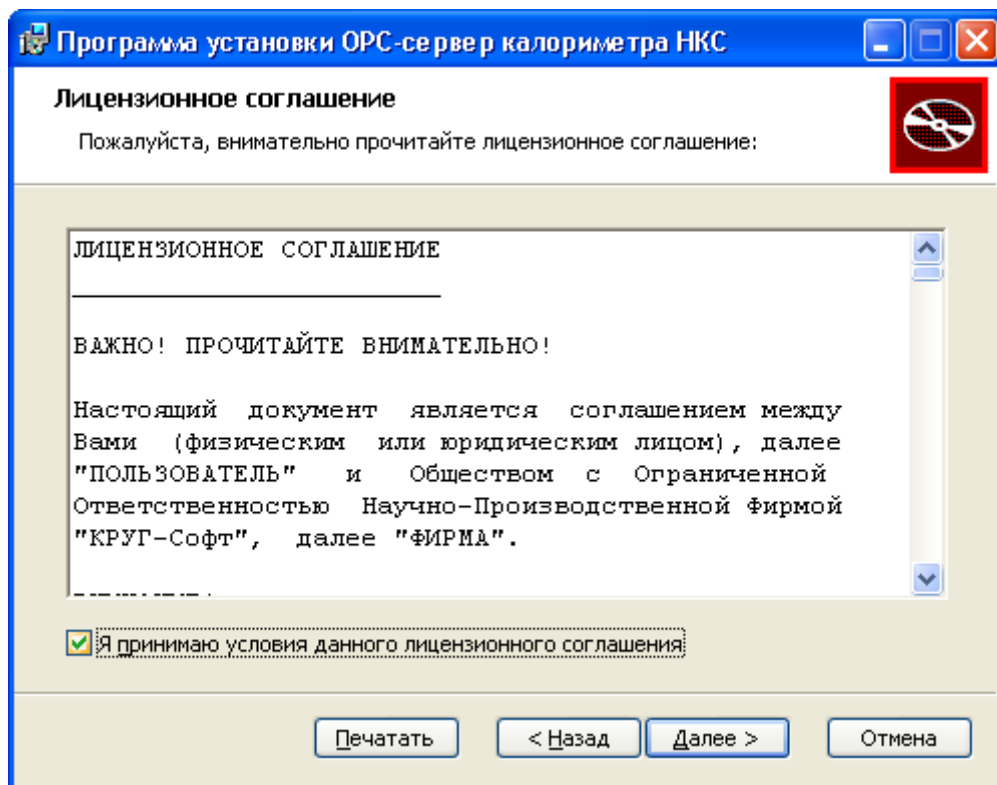 Программа установки ОРС-сервер калориметра НКС
Лицензионное соглашение
Пожалуйста, внимательно прочитайте лицензионное соглашение:
ЛИЦЕНЗИОННОЕ СОГЛАШЕНИЕ
_______________________
ВАЖНО! ПРОЧИТАЙТЕ ВНИМАТЕЛЬНО!
Настоящий документ является соглашением между
Вами (физическим или юридическим лицом), далее
"ПОЛЬЗОВАТЕЛЬ" и Обществом с Ограниченной
Ответственностью Научно-Производственной Фирмой
"КРУГ-Софт", далее "ФИРМА".
Я принимаю условия данного лицензионного соглашения
Печатать
< Назад
Далее >
Отмена